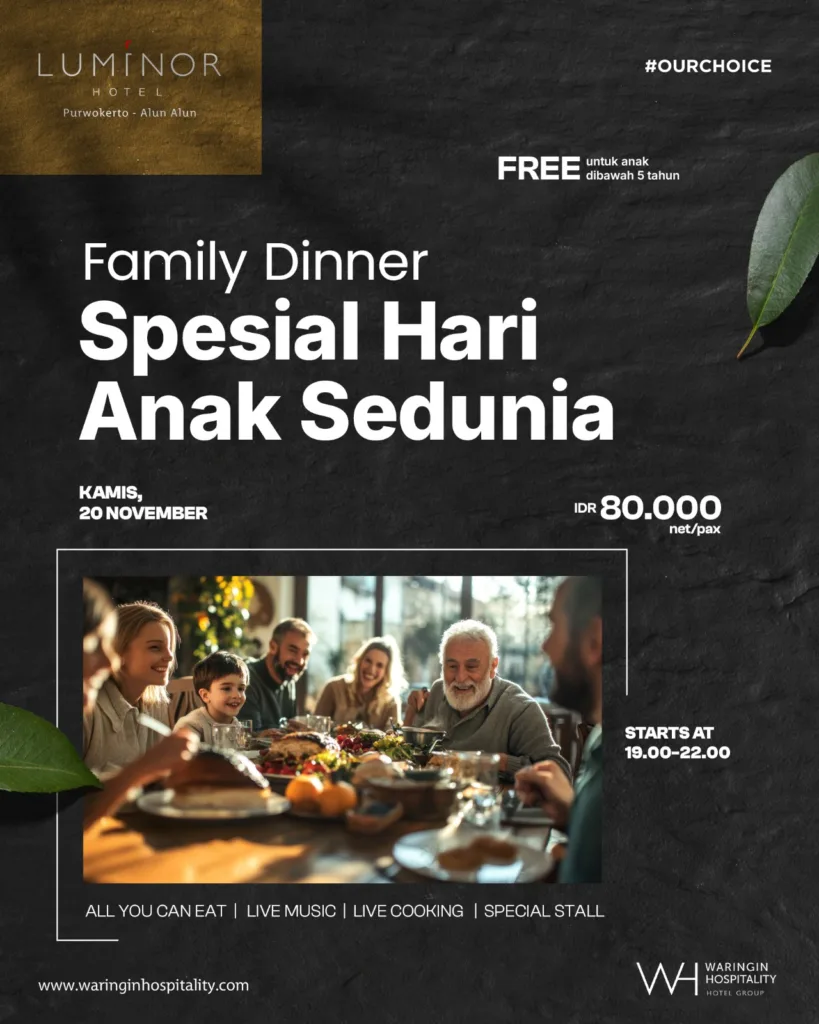 LUMINOR
HOTEL
Purwokerto - Alun Alun
#OURCHOICE
FREE untuk anak
dibawah 5 tahun
Family Dinner
Spesial Hari
Anak Sedunia
KAMIS,
20 NOVEMBER
IDR 80.000
net/pax
STARTS AT
19.00-22.00
ALL YOU CAN EAT | LIVE MUSIC | LIVE COOKING | SPECIAL STALL
www.waringinhospitality.com
WH WARINGIN
HOSPITALITY
HOTEL GROUP